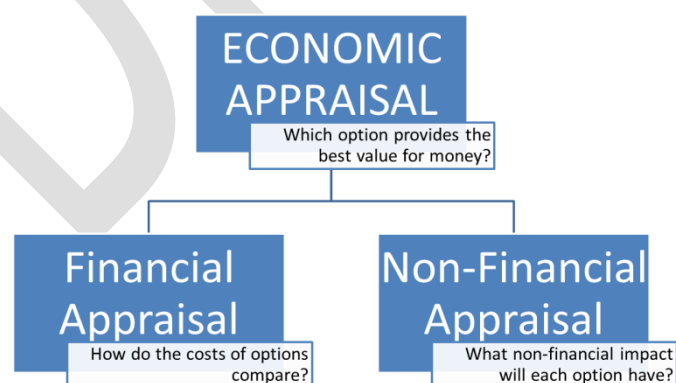 ECONOMIC
APPRAISAL
Which option provides the
best value for money?
Financial
Appraisal
How do the costs of options
compare?
Non-Financial
Appraisal
What non-financial impact
will each option have?